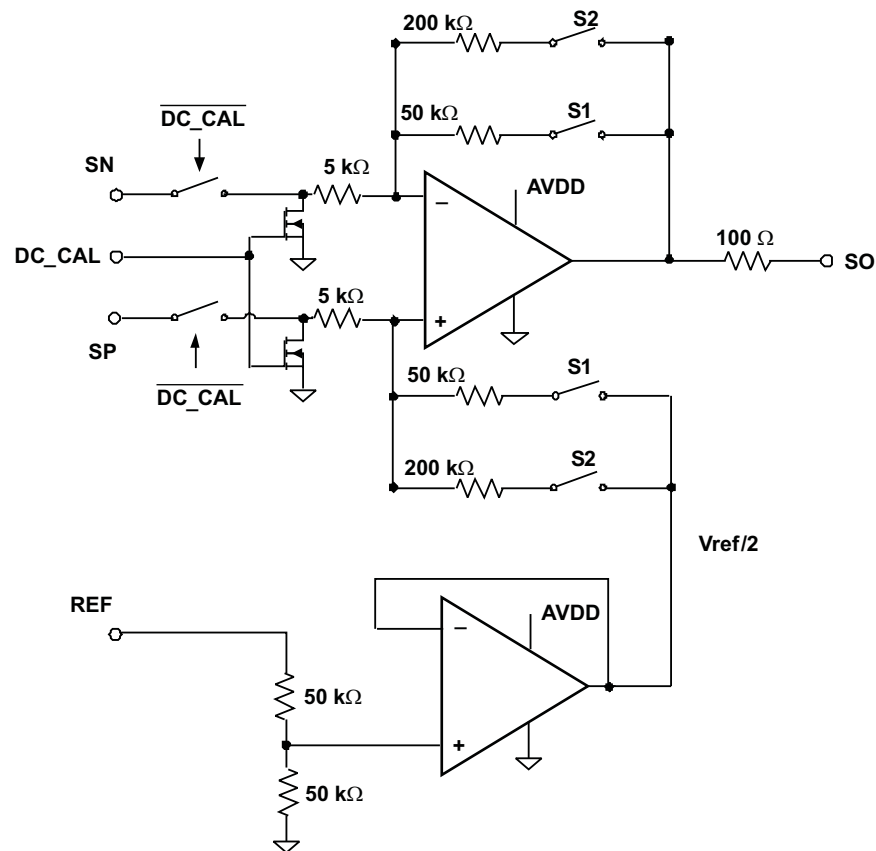 S2
200 kΩ
DC_CAL
S1
50 kΩ
5 kΩ
AVDD
SN
−
100 Ω
DC_CAL
SO
5 kΩ
+
SP
S1
50 kΩ
DC_CAL
S2
200 kΩ
Vref/2
REF
AVDD
−
50 kΩ
+
50 kΩ